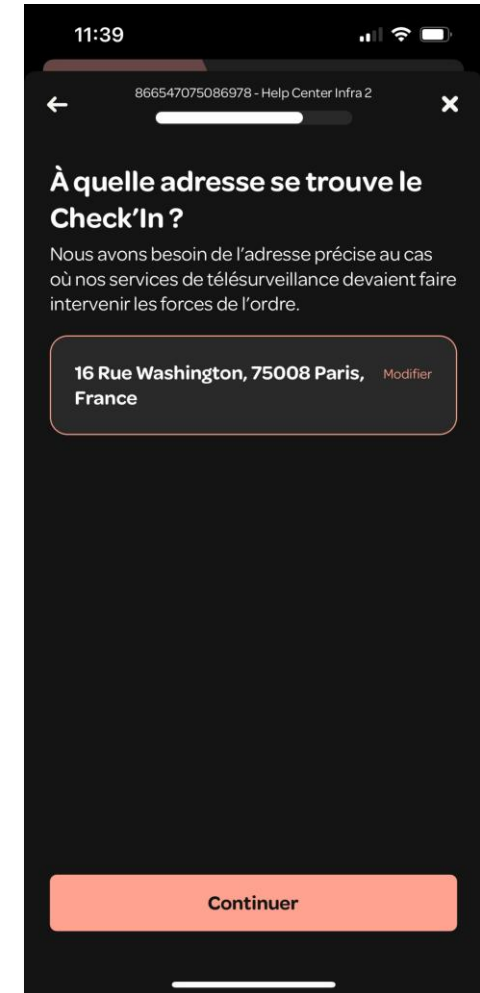 11:39
866547075086978 - Help Center Infra 2
À quelle adresse se trouve le
Check'In ?
Nous avons besoin de l'adresse précise au cas
où nos services de télésurveillance devaient faire
intervenir les forces de l'ordre.
16 Rue Washington, 75008 Paris, Modifier
France
Continuer